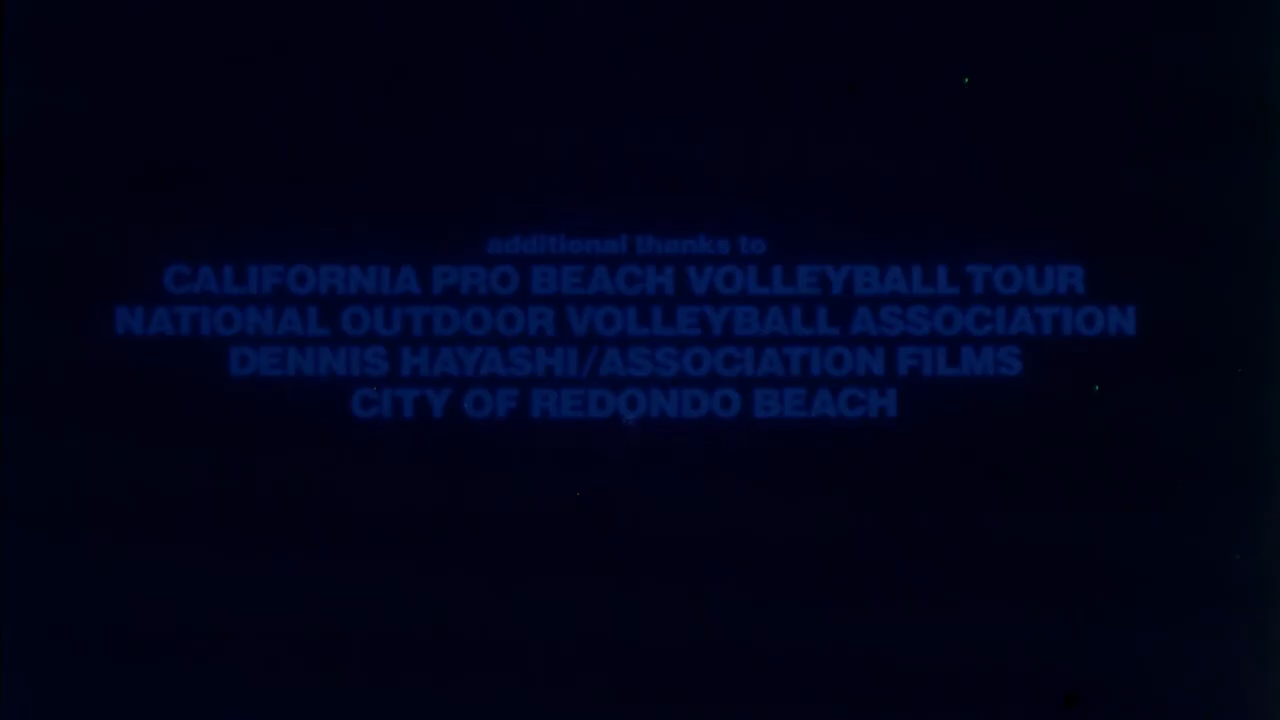 additional thanks to
CALIFORNIA PRO BEACH VOLLEYBALL TOUR
NATIONAL OUTDOOR VOLLEYBALL ASSOCIATION
DENNIS HAYASHI/ASSOCIATION FILMS
CITY OF REDONDO BEACH